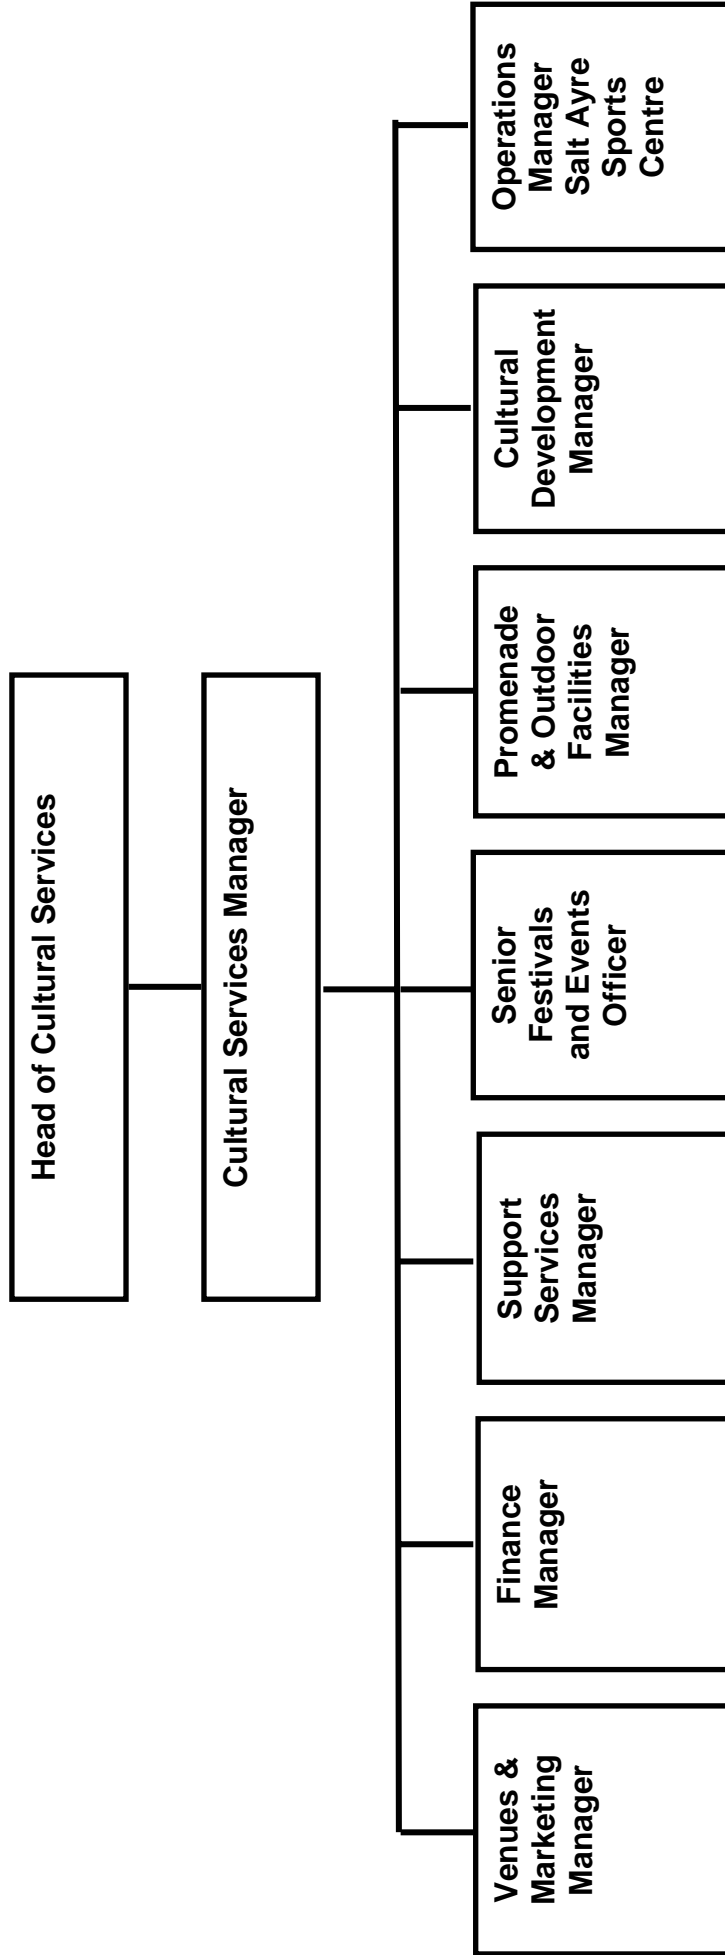 Head of Cultural Services
Cultural Services Manager
Venues &
Marketing
Manager
Finance
Manager
Support
Services
Manager
Senior
Festivals
and Events
Officer
Promenade
& Outdoor
Facilities
Manager
Cultural
Development
Manager
Operations
Manager
Salt Ayre
Sports
Centre